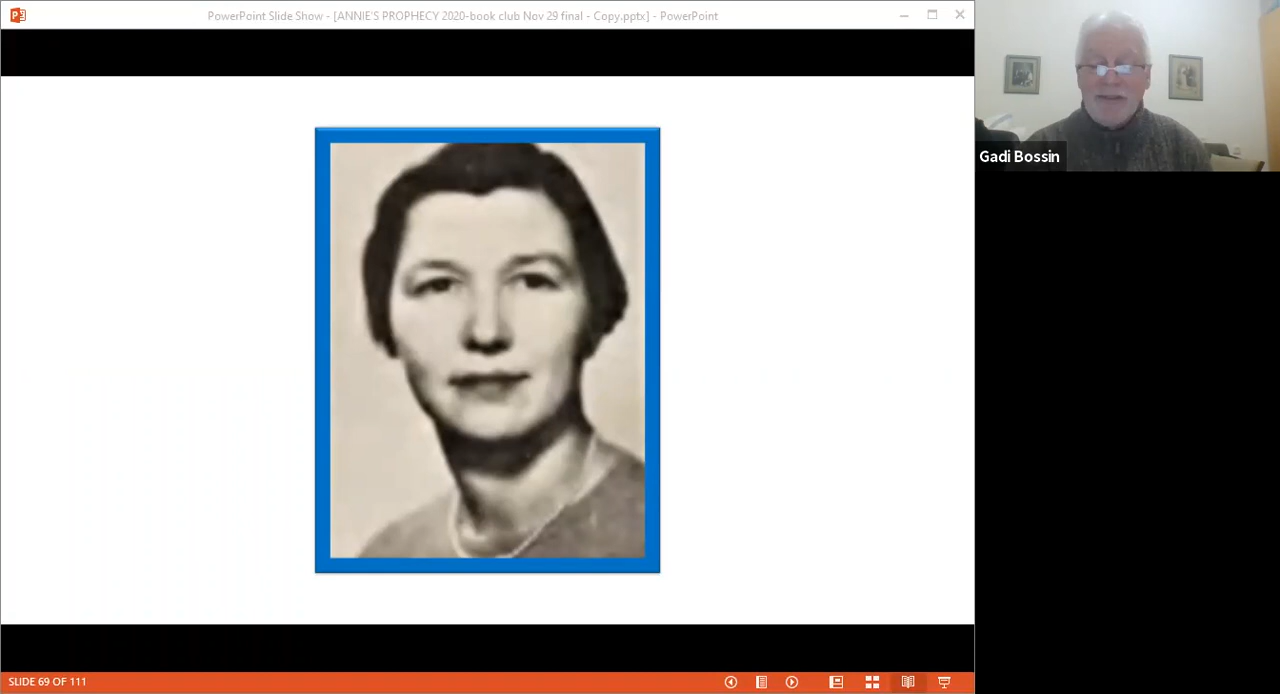 PowerPoint Slide Show - [ANNIE'S PROPHECY 2020-book club Nov 29 final - Copy.pptx] - PowerPoint
Gadi Bossin
SLIDE 69 OF 111